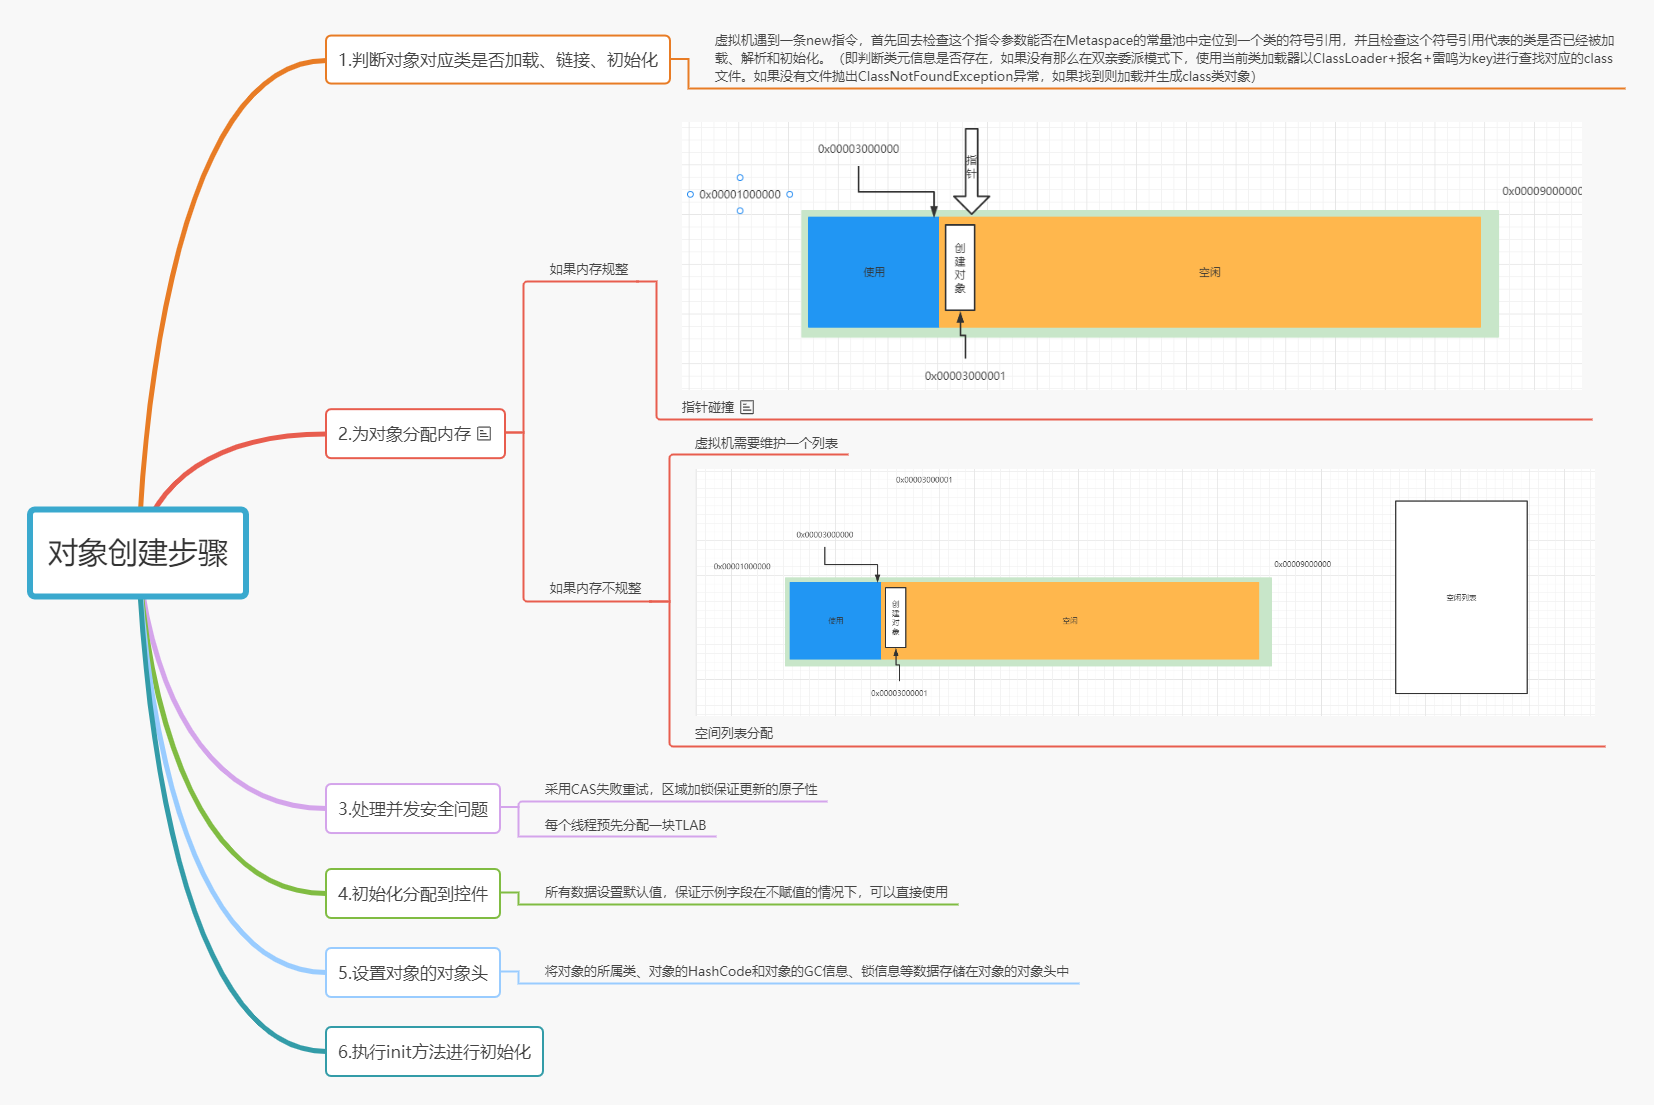 对象创建步骤
1.判断对象对应类是否加载、链接、初始化
虚拟机遇到一条new指令，首先回去检查这个指令参数能否在Metaspace的常量池中定位到一个类的符号引用，并且检查这个符号引用代表的类是否已经被加
载、解析和初始化。（即判断类元信息是否存在，如果没有那么在双亲委派模式下，使用当前类加载器以ClassLoader+报名+雷鸣为key进行查找对应的class
文件。如果没有文件抛出ClassNotFoundException异常，如果找到则加载并生成class类对象）
2.为对象分配内存
如果内存规整
0x00003000000
指针
0x00001000000
0x00009000000
使用
创建对象
空闲
0x00003000001
指针碰撞
如果内存不规整
虚拟机需要维护一个列表
0x00003000001
0x00003000000
0x00001000000
0x00009000000
使用
创建对象
空闲
空闲列表
0x00003000001
空间列表分配
3.处理并发安全问题
采用CAS失败重试，区域加锁保证更新的原子性
每个线程预先分配一块TLAB
4.初始化分配到控件
所有数据设置默认值，保证示例字段在不赋值的情况下，可以直接使用
5.设置对象的对象头
将对象的所属类、对象的HashCode和对象的GC信息、锁信息等数据存储在对象的对象头中
6.执行init方法进行初始化